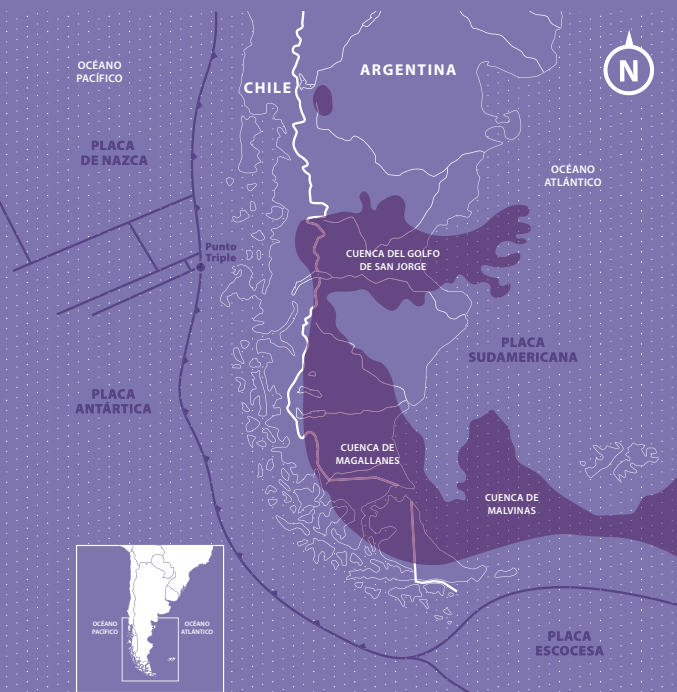 OCÉANO
PACÍFICO
CHILE
ARGENTINA
N
PLACA
DE NAZCA
OCÉANO
ATLÁNTICO
Punto
Triple
CUENCA DEL GOLFO
DE SAN JORGE
PLACA
SUDAMERICANA
PLACA
ANTÁRTICA
CUENCA DE
MAGALLANES
CUENCA DE
MALVINAS
OCÉANO
PACÍFICO
OCÉANO
ATLÁNTICO
PLACA
ESCOCESA